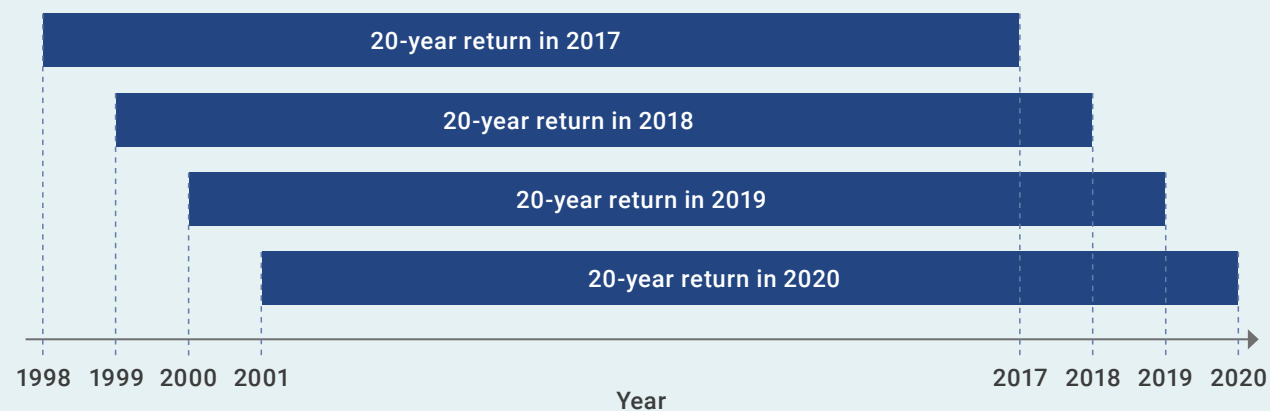 20-year return in 2017
20-year return in 2018
20-year return in 2019
20-year return in 2020
1998 1999 2000 2001 2017 2018 2019 2020
Year